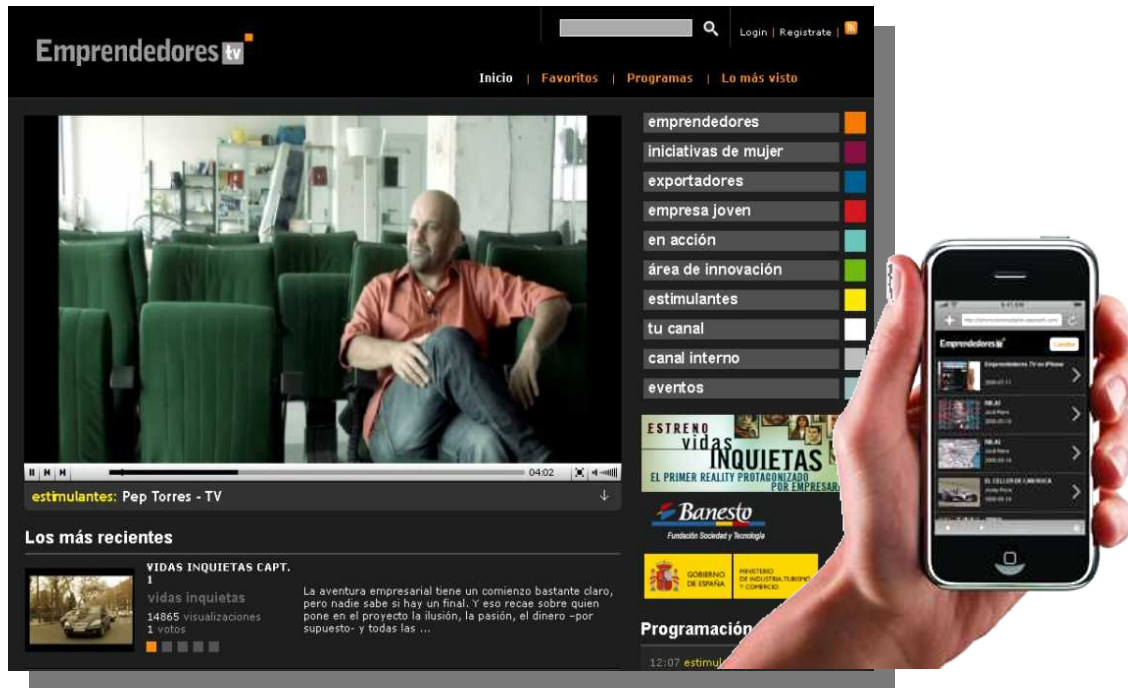 Emprendedores tv
Login | Registrate |
Inicio | Favoritos | Programas | Lo más visto
emprendedores
iniciativas de mujer
exportadores
empresa joven
en acción
área de innovación
estimulantes
tu canal
canal interno
eventos
04:02
estimulantes: Pep Torres - TV
ESTRENO
vidas
INQUIETAS
EL PRIMER REALITY PROTAGONIZADO
POR EMPRESAR
Banesto
Fundación Sociedad y Tecnología
GOBIERNO
DE ESPAÑA
MINISTERIO
DE INDUSTRIA, TURISMO
Y COMERCIO
Los más recientes
VIDAS INQUIETAS CAPT.
1
vidas inquietas
14865 visualizaciones
1 votos
La aventura empresarial tiene un comienzo bastante claro,
pero nadie sabe si hay un final. Y eso recae sobre quien
pone en el proyecto la ilusión, la pasión, el dinero –por
supuesto- y todas las ...
Programación
12:07 estimul
Emprendedores tv
Emprendedores TV en iPhone